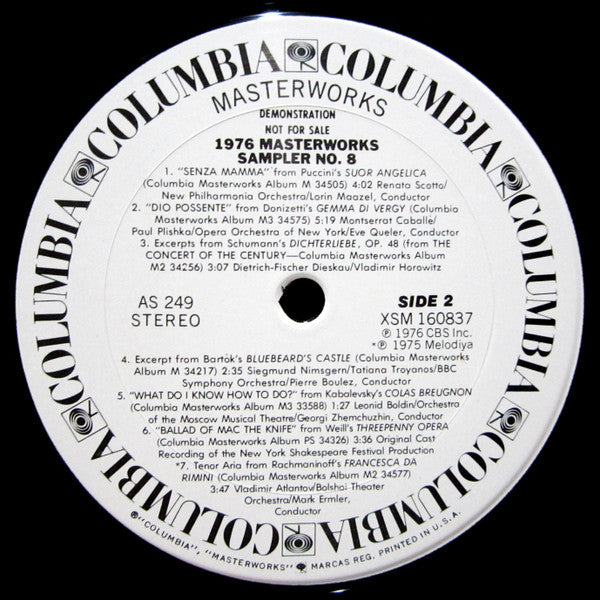 COLUMBIA COLUMBIA COLUMBIA COLUMBIA COLUMBIA COLUMBIA COLUMBIA
MASTERWORKS
DEMONSTRATION
NOT FOR SALE
1976 MASTERWORKS
SAMPLER NO. 8
1. "SENZA MAMMA" from Puccini's SUOR ANGELICA
(Columbia Masterworks Album M 34505) 4:02 Renata Scotto/
New Philharmonia Orchestra/Lorin Maazel, Conductor
2. "DIO POSSENTE" from Donizetti's GEMMA DI VERGY (Columbia
Masterworks Album M3 34575) 5:19 Montserrat Caballe/
Paul Plishka/Opera Orchestra of New York/Eve Queler, Conductor
3. Excerpts from Schumann's DICHTERLIEBE, OP. 48 (from THE
CONCERT OF THE CENTURY—Columbia Masterworks Album
M2 34256) 3:07 Dietrich-Fischer Dieskau/Vladimir Horowitz
AS 249
STEREO
SIDE 2
XSM 160837
Ⓟ 1976 CBS Inc.
*Ⓟ 1975 Melodiya
4. Excerpt from Bartók's BLUEBEARD'S CASTLE (Columbia Masterworks
Album M 34217) 2:35 Siegmund Nimsgern/Tatiana Troyanos/BBC
Symphony Orchestra/Pierre Boulez, Conductor
5. "WHAT DO I KNOW HOW TO DO?" from Kabalevsky's COLAS BREUGNON
(Columbia Masterworks Album M3 33588) 1:27 Leonid Boldin/Orchestra
of the Moscow Musical Theatre/Georgi Zhemchuzhin, Conductor
6. "BALLAD OF MAC THE KNIFE" from Weill's THREEPENNY OPERA
(Columbia Masterworks Album PS 34326) 3:36 Original Cast
Recording of the New York Shakespeare Festival Production
*7. Tenor Aria from Rachmaninoff's FRANCESCA DA
RIMINI (Columbia Masterworks Album M2 34577)
3:47 Vladimir Atlantov/Bolshoi Theater
Orchestra/Mark Ermler,
Conductor
®"COLUMBIA", "MASTERWORKS" MARCAS REG. PRINTED IN U.S.A.